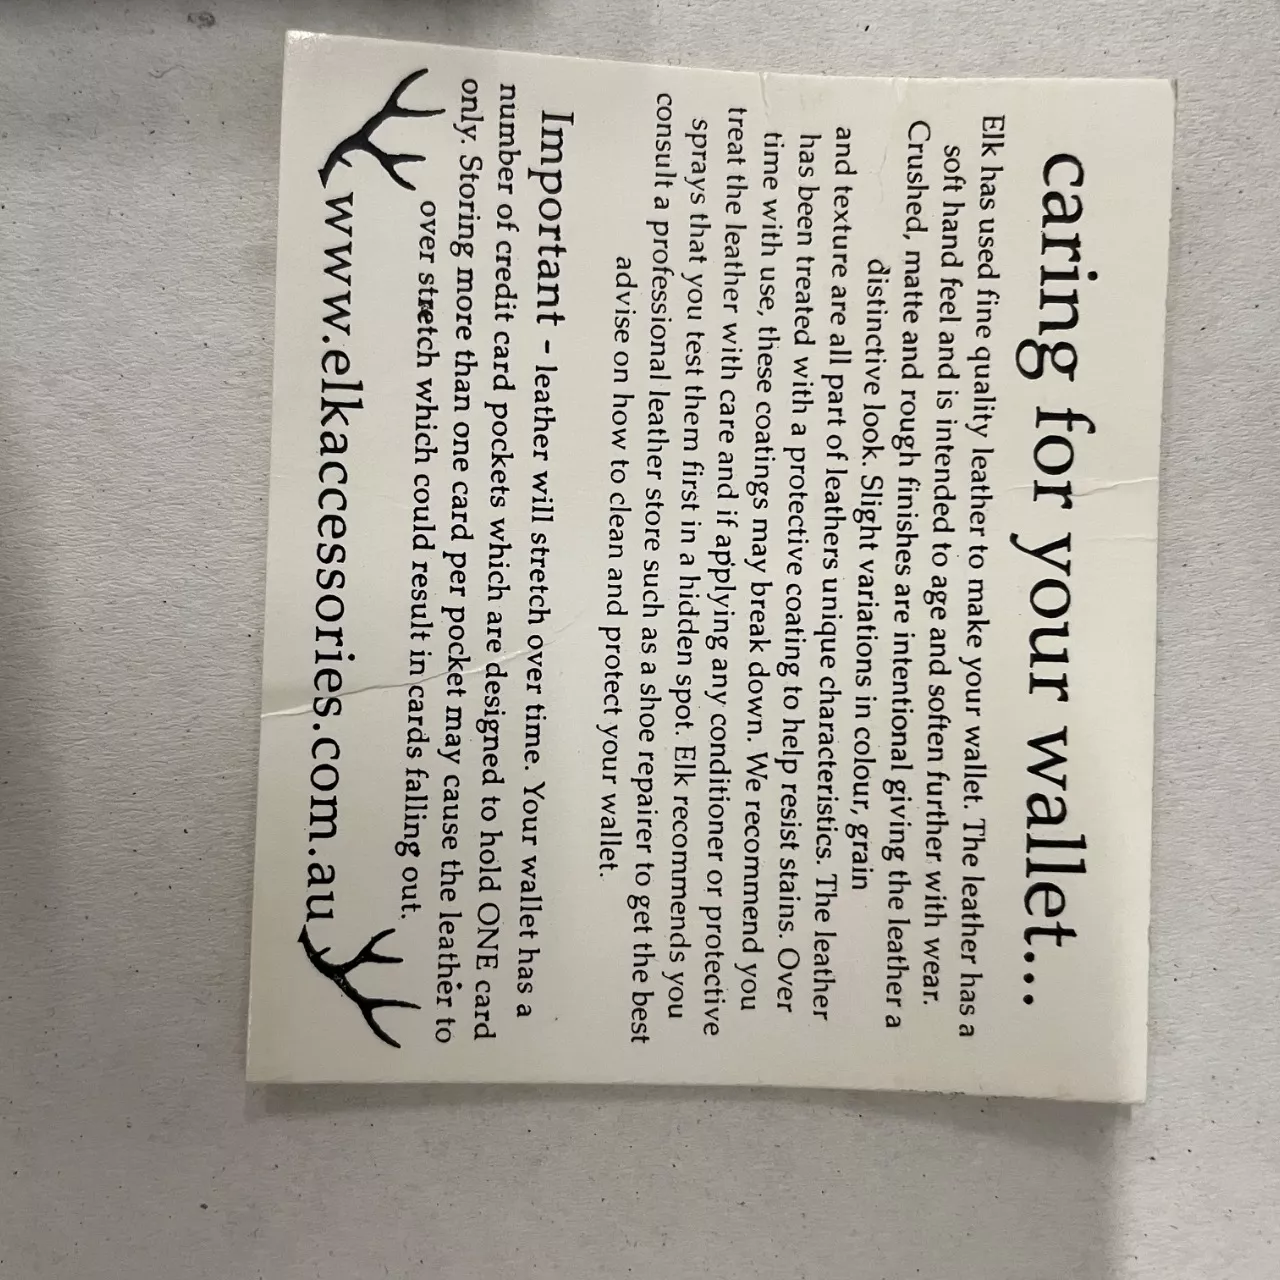 caring for your wallet...
Elk has used fine quality leather to make your wallet. The leather has a
soft hand feel and is intended to age and soften further with wear.
Crushed, matte and rough finishes are intentional giving the leather a
distinctive look. Slight variations in colour, grain
and texture are all part of leathers unique characteristics. The leather
has been treated with a protective coating to help resist stains. Over
time with use, these coatings may break down. We recommend you
treat the leather with care and if applying any conditioner or protective
sprays that you test them first in a hidden spot. Elk recommends you
consult a professional leather store such as a shoe repairer to get the best
advise on how to clean and protect your wallet.
Important - leather will stretch over time. Your wallet has a
number of credit card pockets which are designed to hold ONE card
only. Storing more than one card per pocket may cause the leather to
over stretch which could result in cards falling out.
www.elkaccessories.com.au